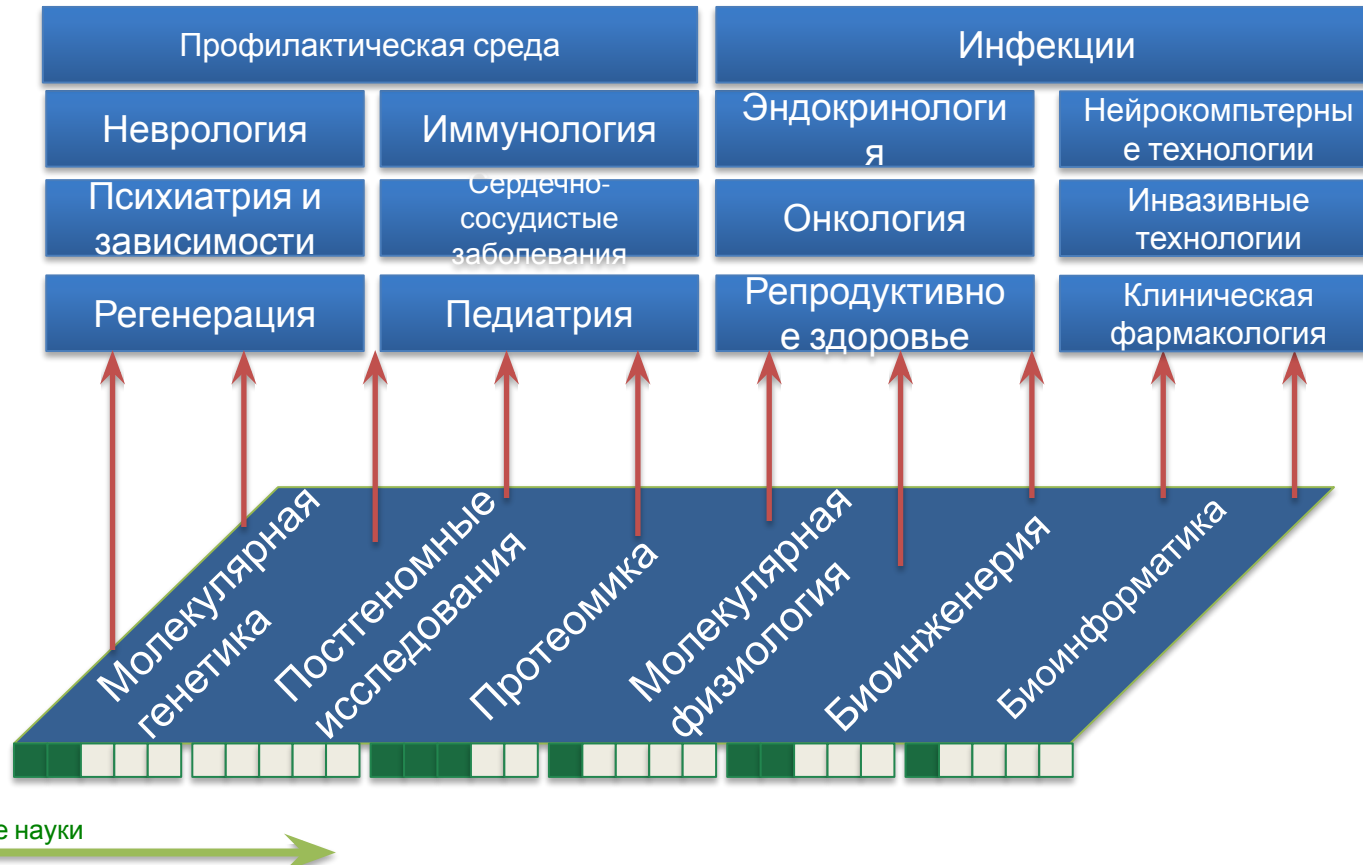 Профилактическая среда
Инфекции
Неврология
Иммунология
Эндокринологи
я
Нейрокомпьтерны
е технологии
Психиатрия и
зависимости
Сердечно-
сосудистые
заболевания
Онкология
Инвазивные
технологии
Регенерация
Педиатрия
Репродуктивно
е здоровье
Клиническая
фармакология
Молекулярная
генетика
Постгеномные
исследования
Протеомика
Молекулярная
физиология
Биоинженерия
Биоинформатика
е науки